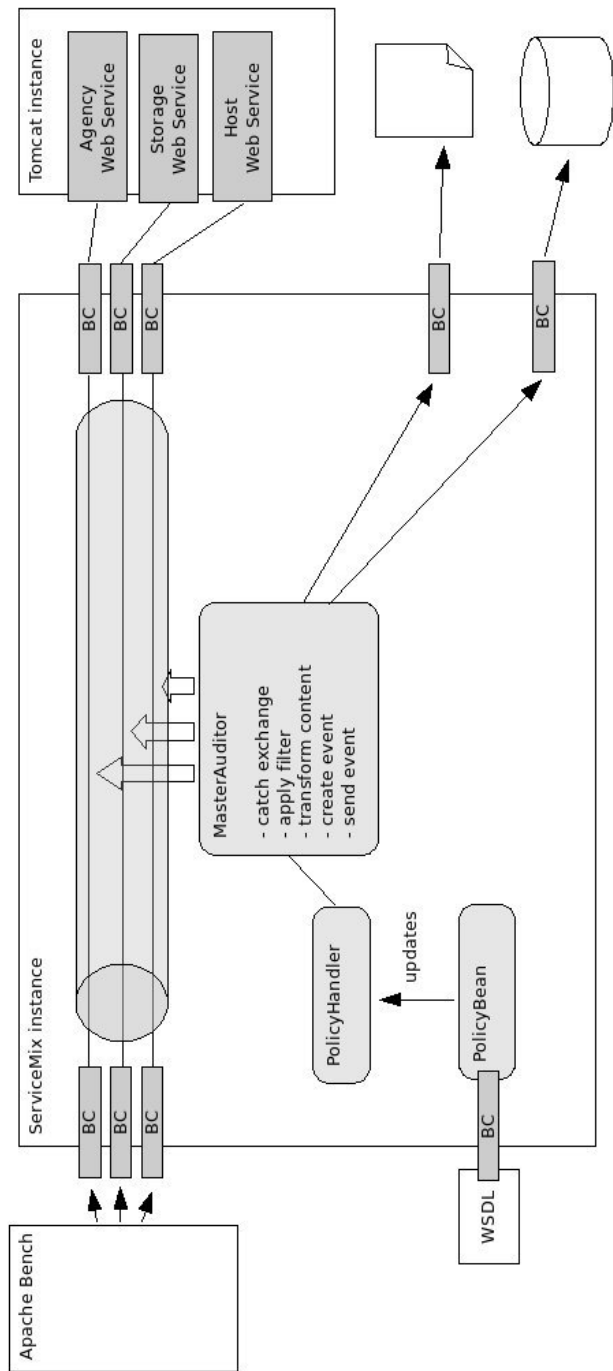 Apache Bench
ServiceMix instance
BC
BC
BC
BC
BC
BC
Tomcat instance
Agency
Web Service
Storage
Web Service
Host
Web Service
MasterAuditor
- catch exchange
- apply filter
- transform content
- create event
- send event
PolicyHandler
updates
PolicyBean
BC
WSDL
BC
BC